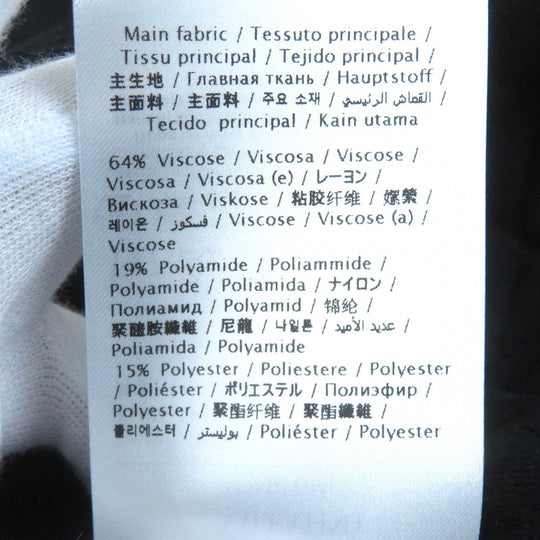 Main fabric / Tessuto principale /
Tissu principal / Tejido principal /
主生地 / Главная ткань / Hauptstoff /
主面料 / 主面料 / 주요 소재 / القماش الرئيسي /
Tecido principal / Kain utama
64% Viscose / Viscosa / Viscose /
Viscosa / Viscosa (e) / レーヨン /
Вискоза / Viskose / 粘胶纤维 / 嫘縈 /
레이온 / فسكوز / Viscose / Viscose (a) /
Viscose
19% Polyamide / Poliammide /
Polyamide / Poliamida / ナイロン /
Полиамид / Polyamid / 锦纶 /
聚醯胺纖維 / 尼龍 / 나일론 / عديد الأميد /
Poliamida / Polyamide
15% Polyester / Poliestere / Polyester
/ Poliéster / ポリエステル / Полиэфир /
Polyester / 聚酯纤维 / 聚酯纖維 /
폴리에스터 / بوليستر / Poliéster / Polyester